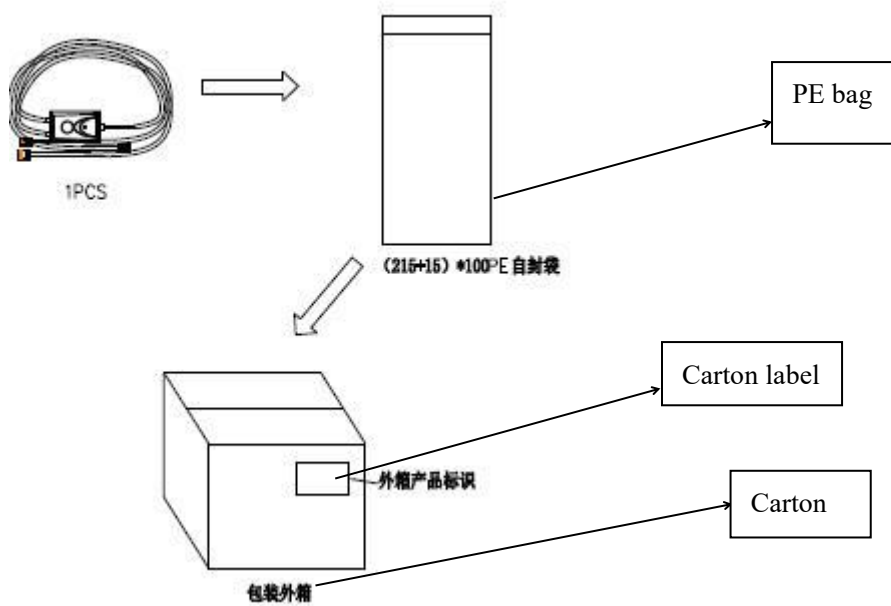 PE bag
1PCS
(215+15)*100PE自封袋
Carton label
外箱产品标识
Carton
包装外箱